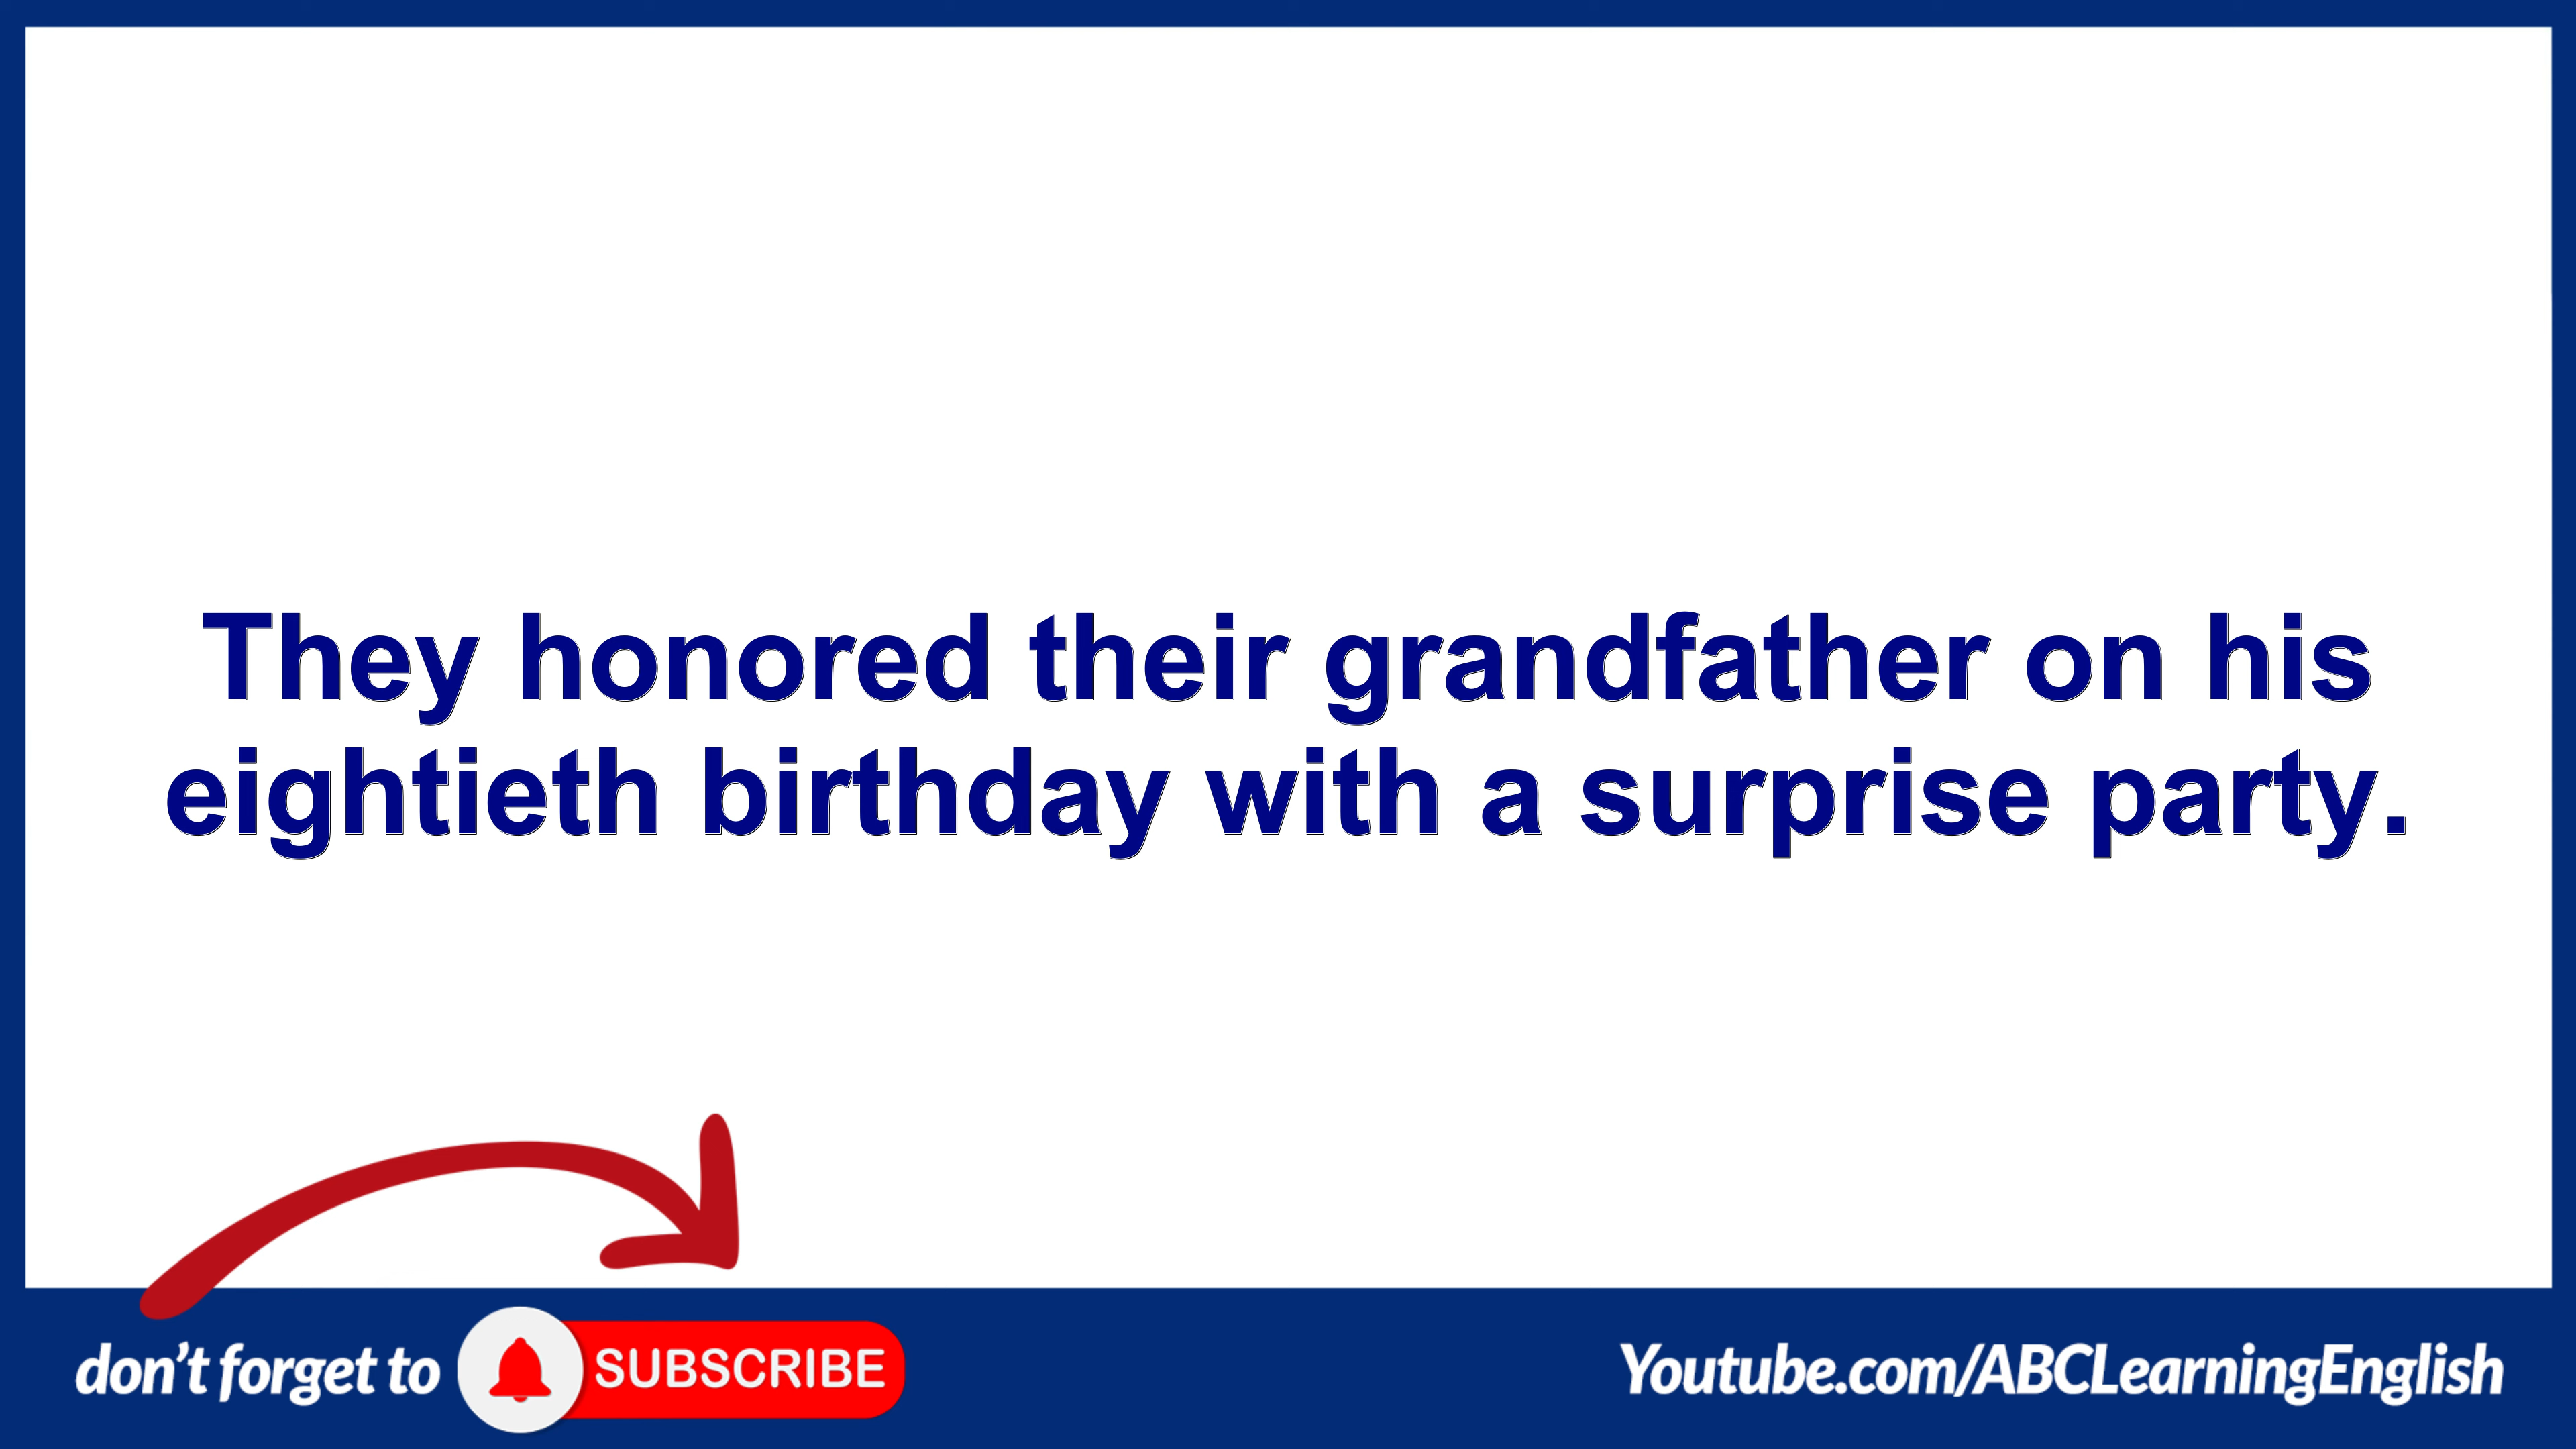 They honored their grandfather on his
eightieth birthday with a surprise party.
don't forget to SUBSCRIBE
Youtube.com/ABCLearningEnglish